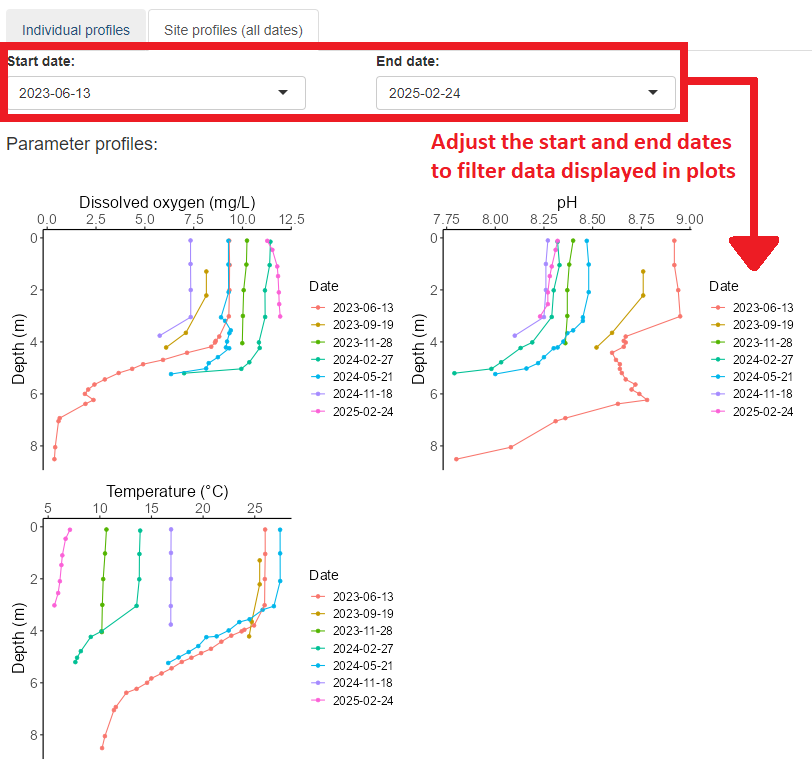 Individual profiles
Site profiles (all dates)
Start date:
End date:
2023-06-13
2025-02-24
Parameter profiles:
Adjust the start and end dates
to filter data displayed in plots
Dissolved oxygen (mg/L)
0.0 2.5 5.0 7.5 10.0 12.5
0
2
4
6
8
Depth (m)
Date
2023-06-13
2023-09-19
2023-11-28
2024-02-27
2024-05-21
2024-11-18
2025-02-24
pH
7.75 8.00 8.25 8.50 8.75 9.00
0
2
4
6
8
Depth (m)
Date
2023-06-13
2023-09-19
2023-11-28
2024-02-27
2024-05-21
2024-11-18
2025-02-24
Temperature (°C)
5 10 15 20 25
0
2
4
6
8
Depth (m)
Date
2023-06-13
2023-09-19
2023-11-28
2024-02-27
2024-05-21
2024-11-18
2025-02-24